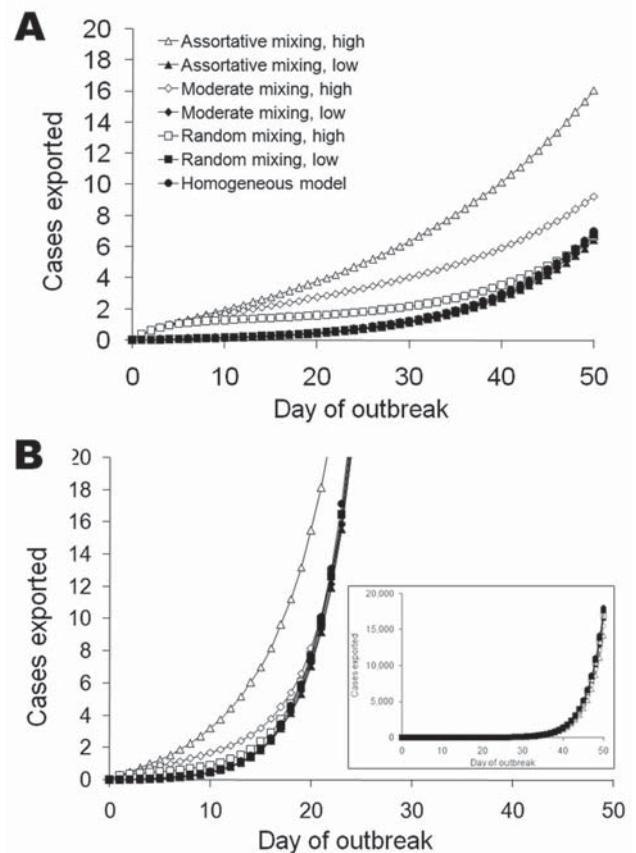 A
20
18
16
14
12
10
8
6
4
2
0
Cases exported
Assortative mixing, high
Assortative mixing, low
Moderate mixing, high
Moderate mixing, low
Random mixing, high
Random mixing, low
Homogeneous model
0 10 20 30 40 50
Day of outbreak
B
20
18
16
14
12
10
8
6
4
2
0
Cases exported
20,000
15,000
10,000
5,000
0
Cases exported
0 10 20 30 40 50
Day of outbreak
0 10 20 30 40 50
Day of outbreak